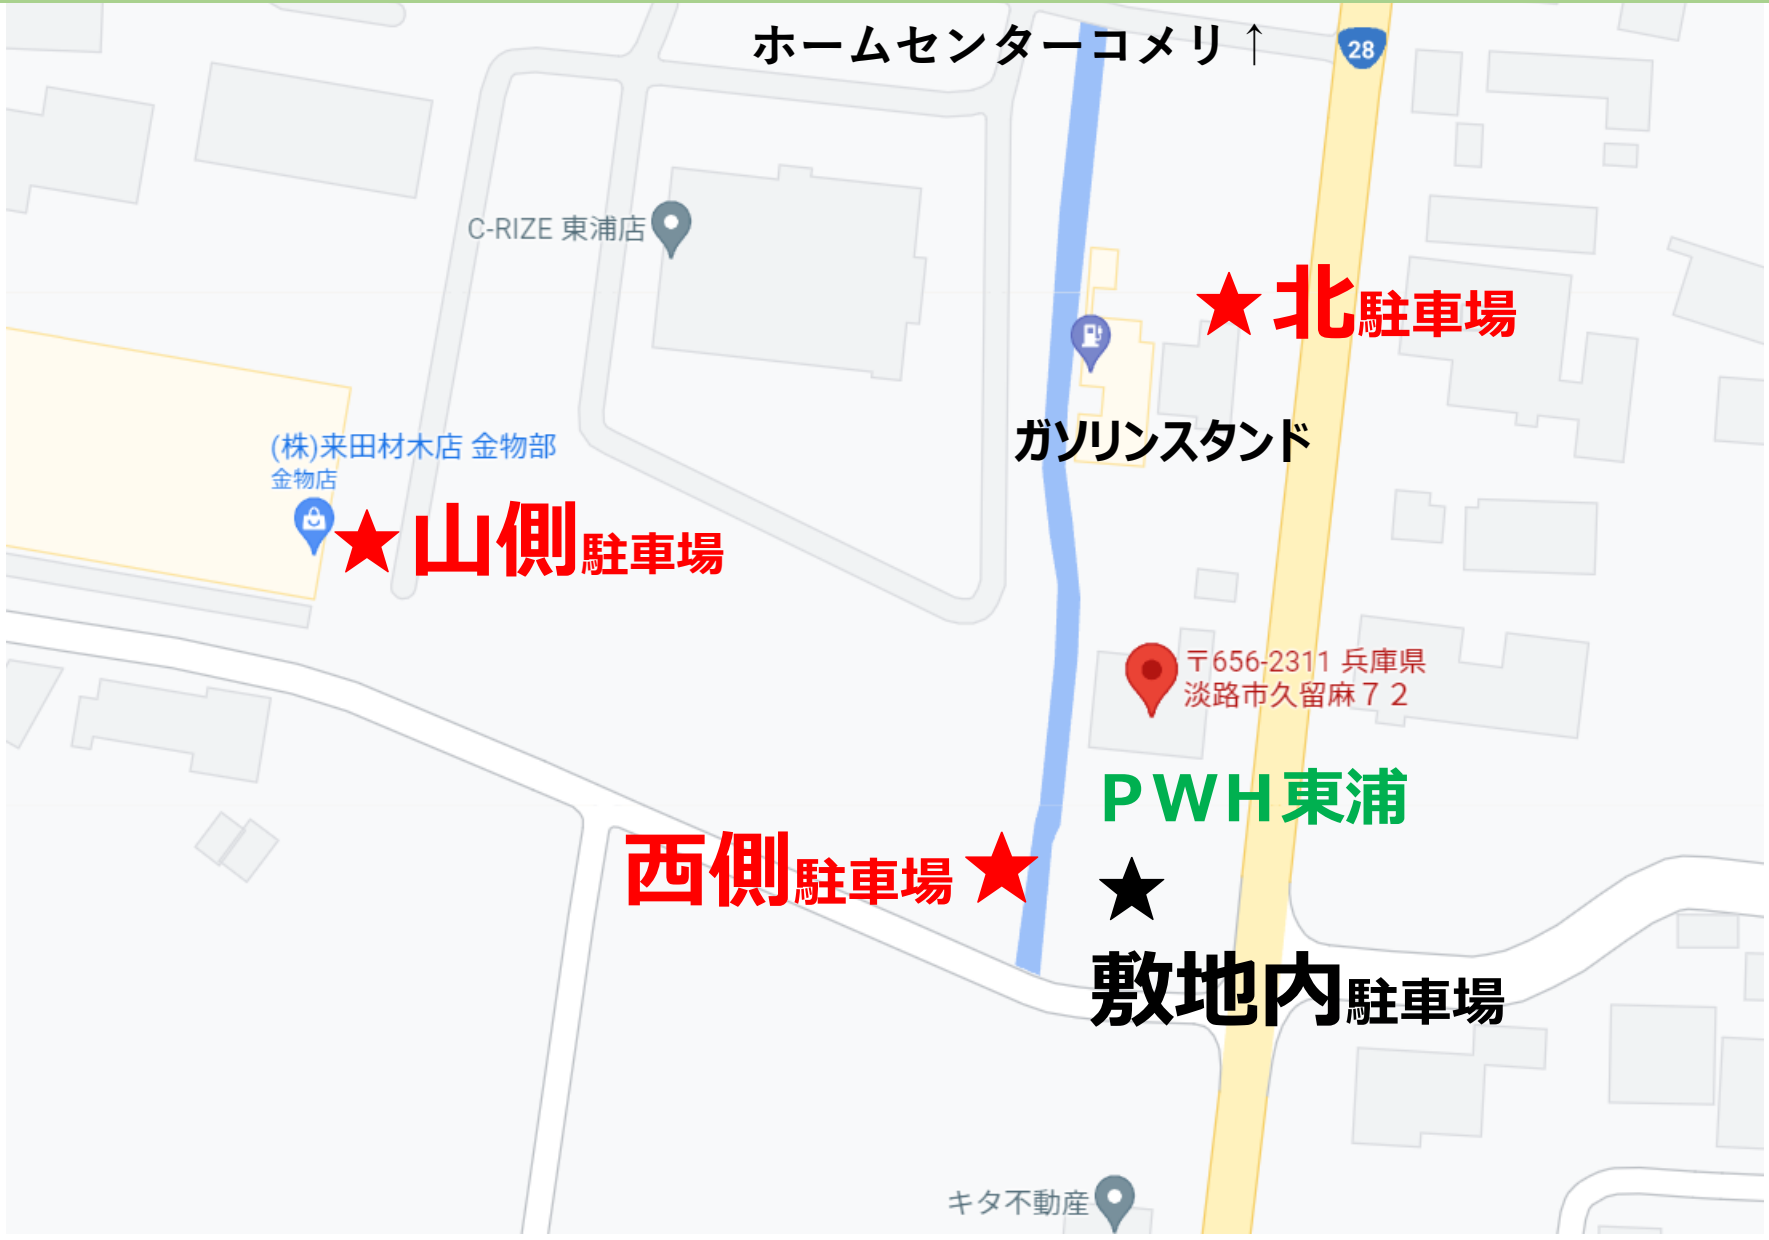 ホームセンターコメリ ↑
28
C-RIZE 東浦店
★北駐車場
ガソリンスタンド
(株)来田材木店 金物部
金物店
★山側駐車場
〒656-2311 兵庫県
淡路市久留麻７２
ＰＷＨ東浦
西側駐車場★
★
敷地内駐車場
キタ不動産